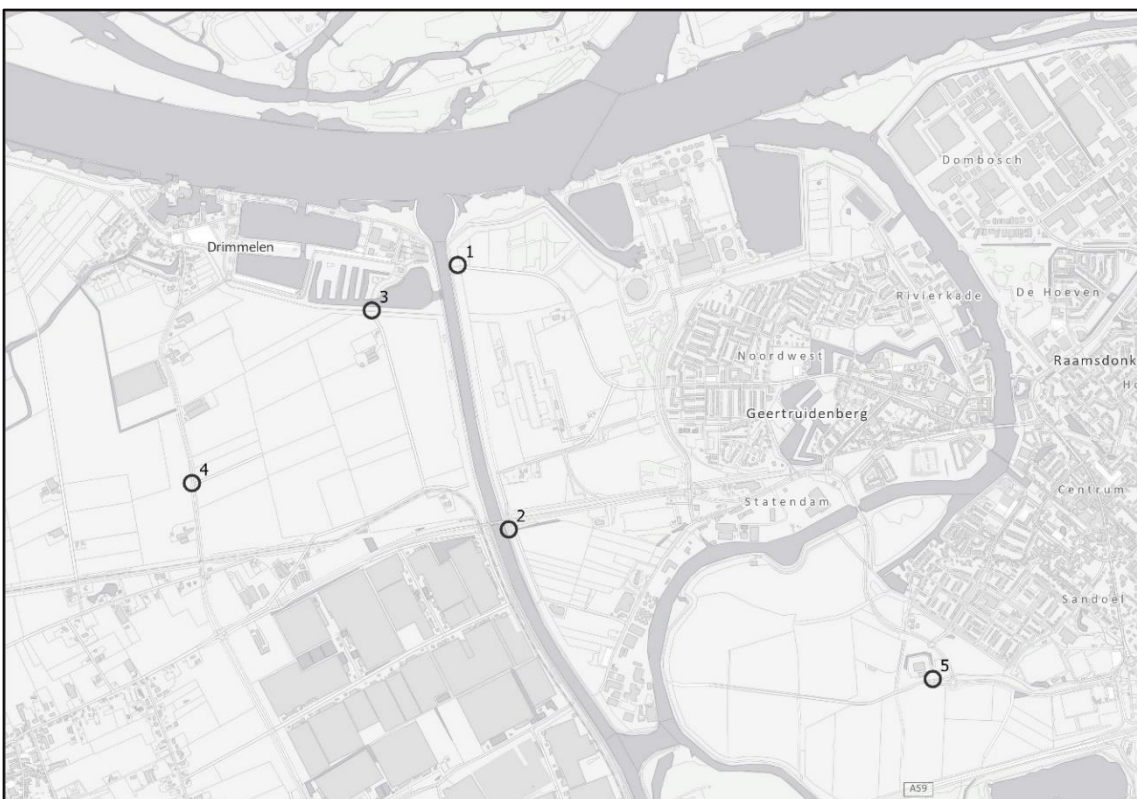 Dombosch
Drimmelen
1
De Hoeven
Rivierkade
3
Noordwest
Raamsdonk
Geertruidenberg
4
Centrum
Statendam
2
Sandoel
5
A59